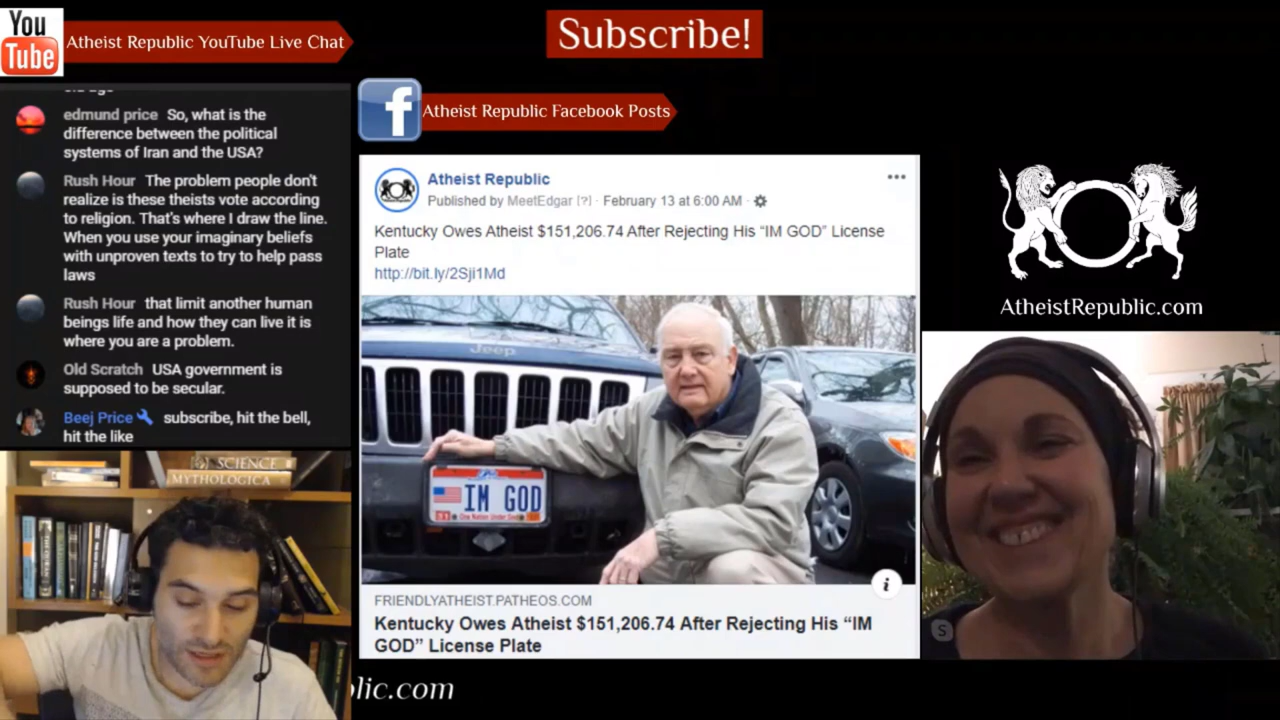 You
Tube
Atheist Republic YouTube Live Chat
Subscribe!
edmund price So, what is the
difference between the political
systems of Iran and the USA?
Rush Hour The problem people don't
realize is these theists vote according
to religion. That's where I draw the line.
When you use your imaginary beliefs
with unproven texts to try to help pass
laws
Rush Hour that limit another human
beings life and how they can live it is
where you are a problem.
Old Scratch USA government is
supposed to be secular.
Beej Price subscribe, hit the bell,
hit the like
f
Atheist Republic Facebook Posts
Atheist Republic
Published by MeetEdgar [?] · February 13 at 6:00 AM ·
Kentucky Owes Atheist $151,206.74 After Rejecting His “IM GOD” License
Plate
http://bit.ly/2Sji1Md
Jeep
IM GOD
One Nation Under
i
FRIENDLYATHEIST.PATHEOS.COM
Kentucky Owes Atheist $151,206.74 After Rejecting His “IM
GOD” License Plate
AtheistRepublic.com
S
SCIENCE
MYTHOLOGICA
lic.com